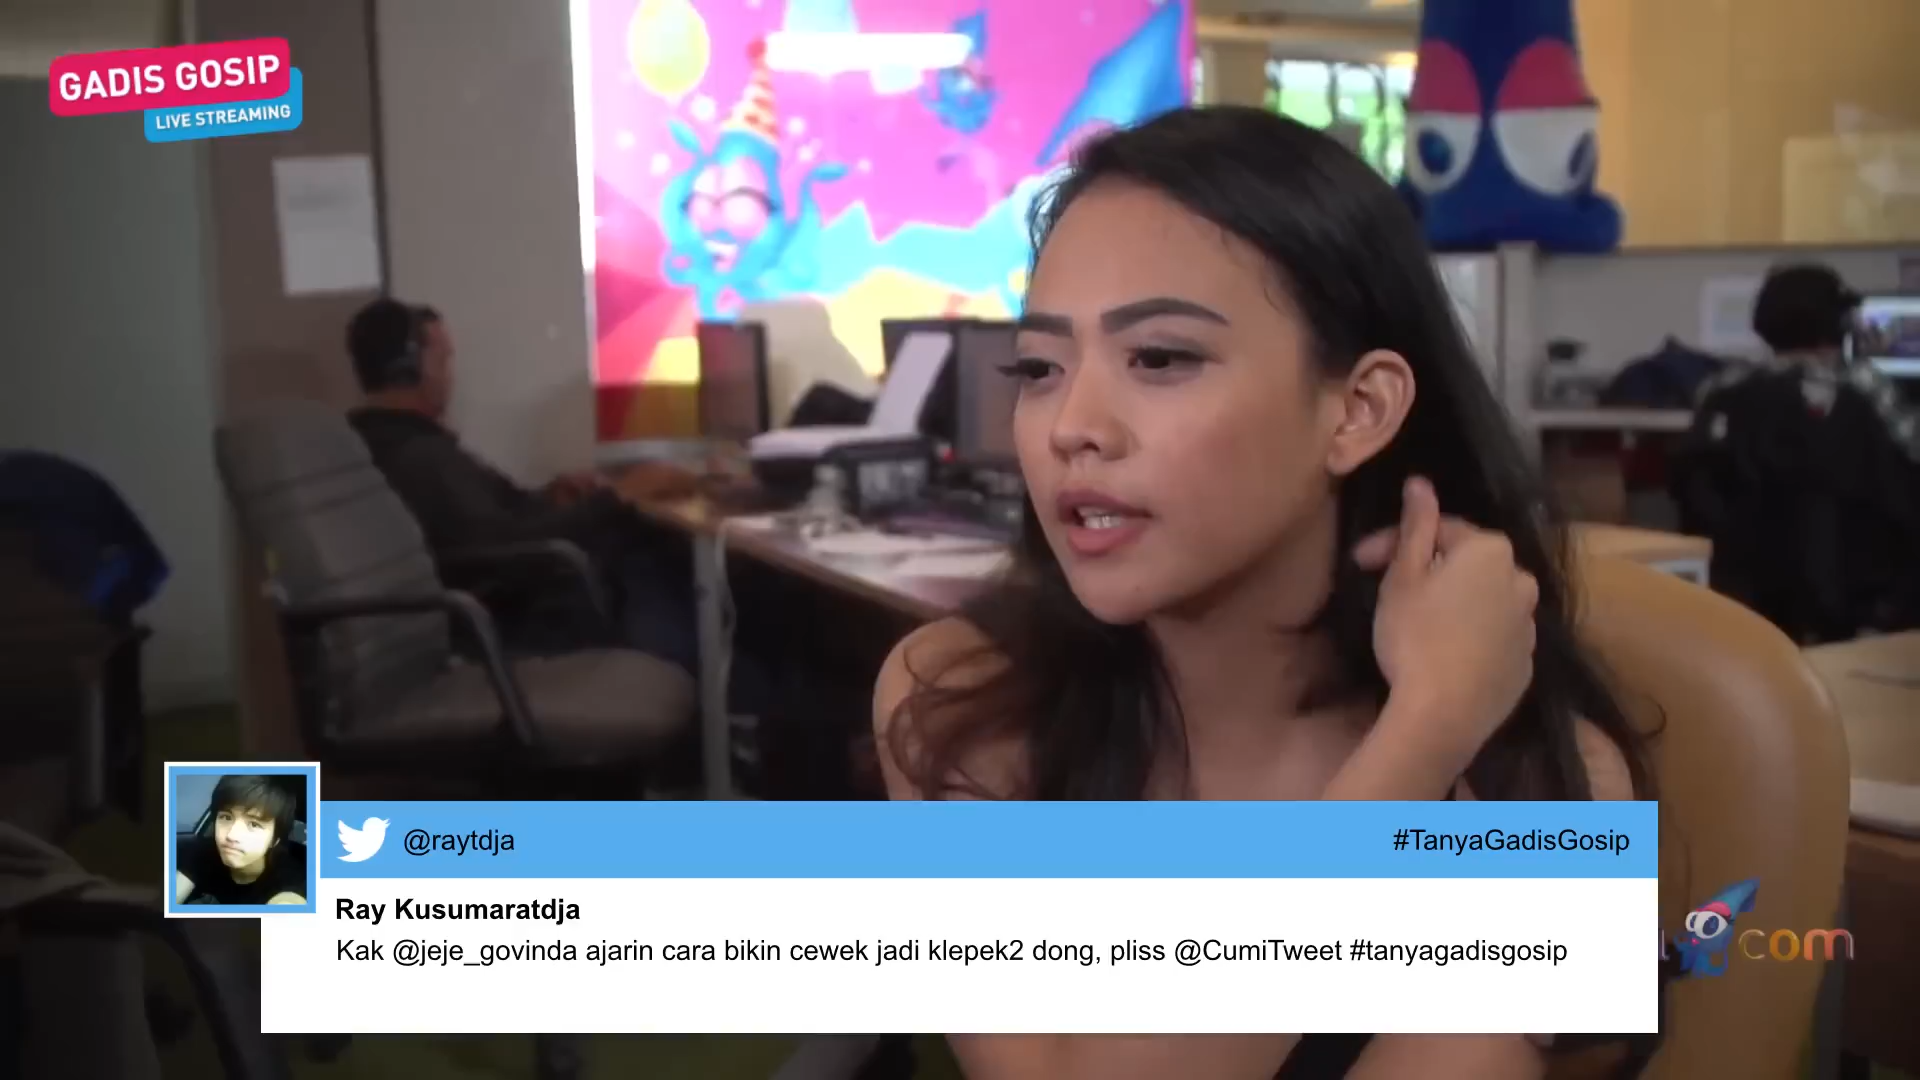 GADIS GOSIP
LIVE STREAMING
@raytdja
#TanyaGadisGosip
Ray Kusumaratdja
Kak @jeje_govinda ajarin cara bikin cewek jadi klepek2 dong, pliss @CumiTweet #tanyagadisgosip
com